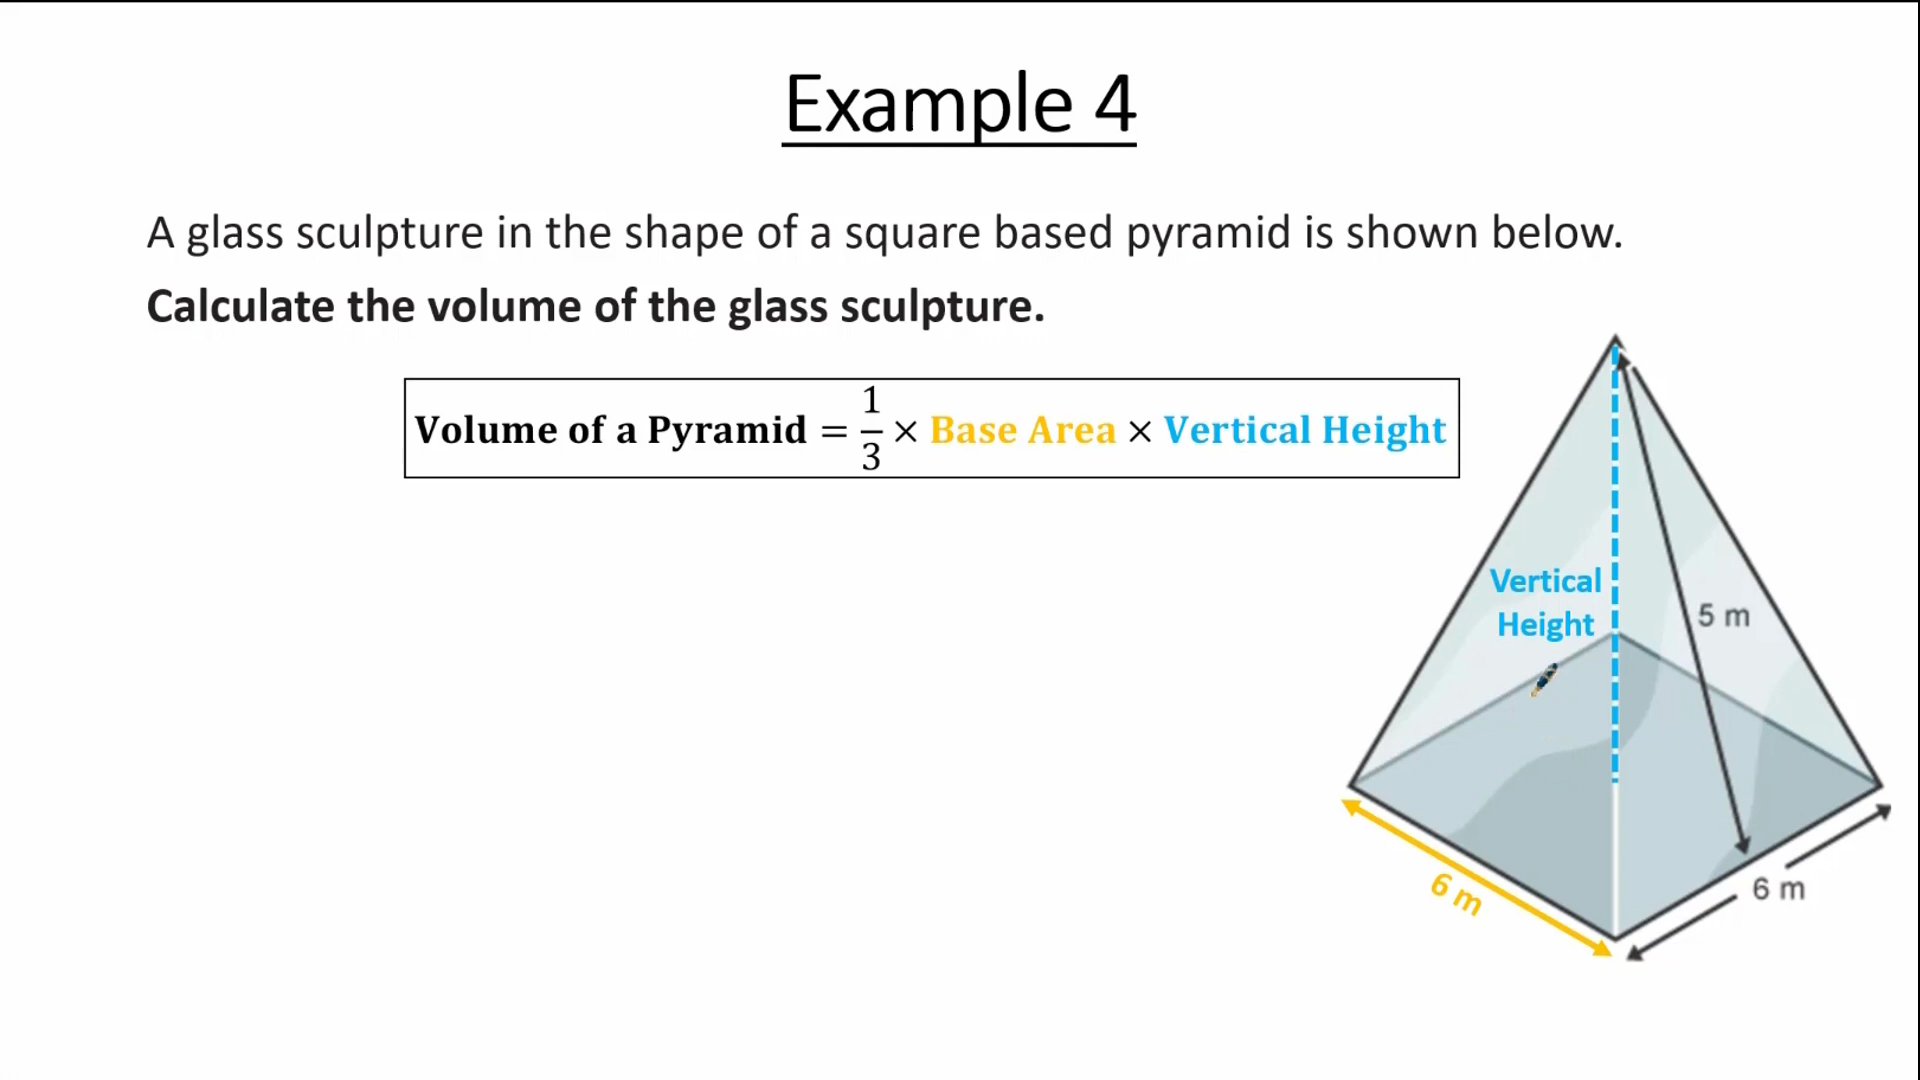 Example 4
A glass sculpture in the shape of a square based pyramid is shown below.
Calculate the volume of the glass sculpture.
Volume of a Pyramid = 1/3 × Base Area × Vertical Height
Vertical
Height
5 m
6 m
6 m